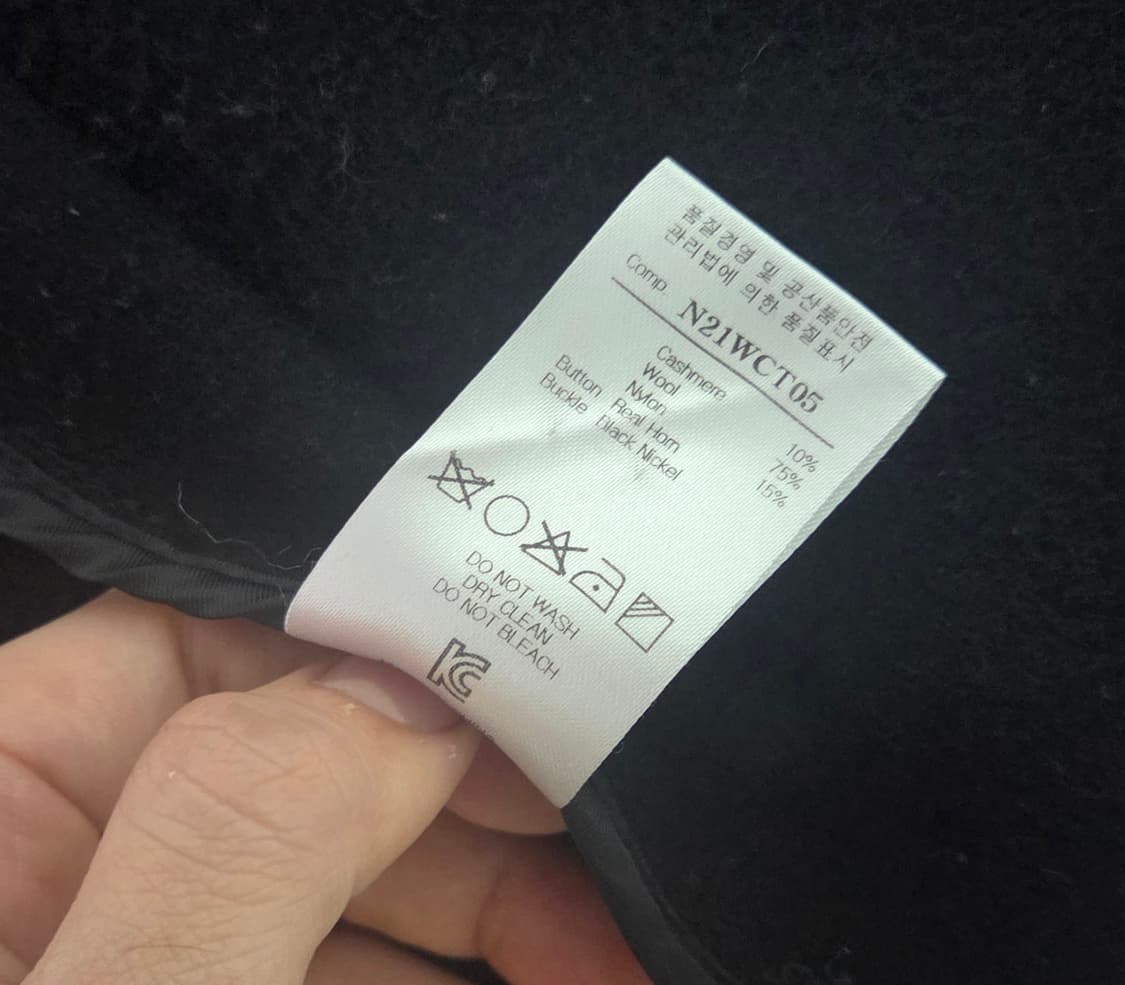 품질경영 및 공산품안전
관리법에 의한 품질표시
Comp. N21WCT05
Cashmere 10%
Wool 75%
Nylon 15%
Button Real Horn
Buckle Black Nickel
DO NOT WASH
DRY CLEAN
DO NOT BLEACH
KC